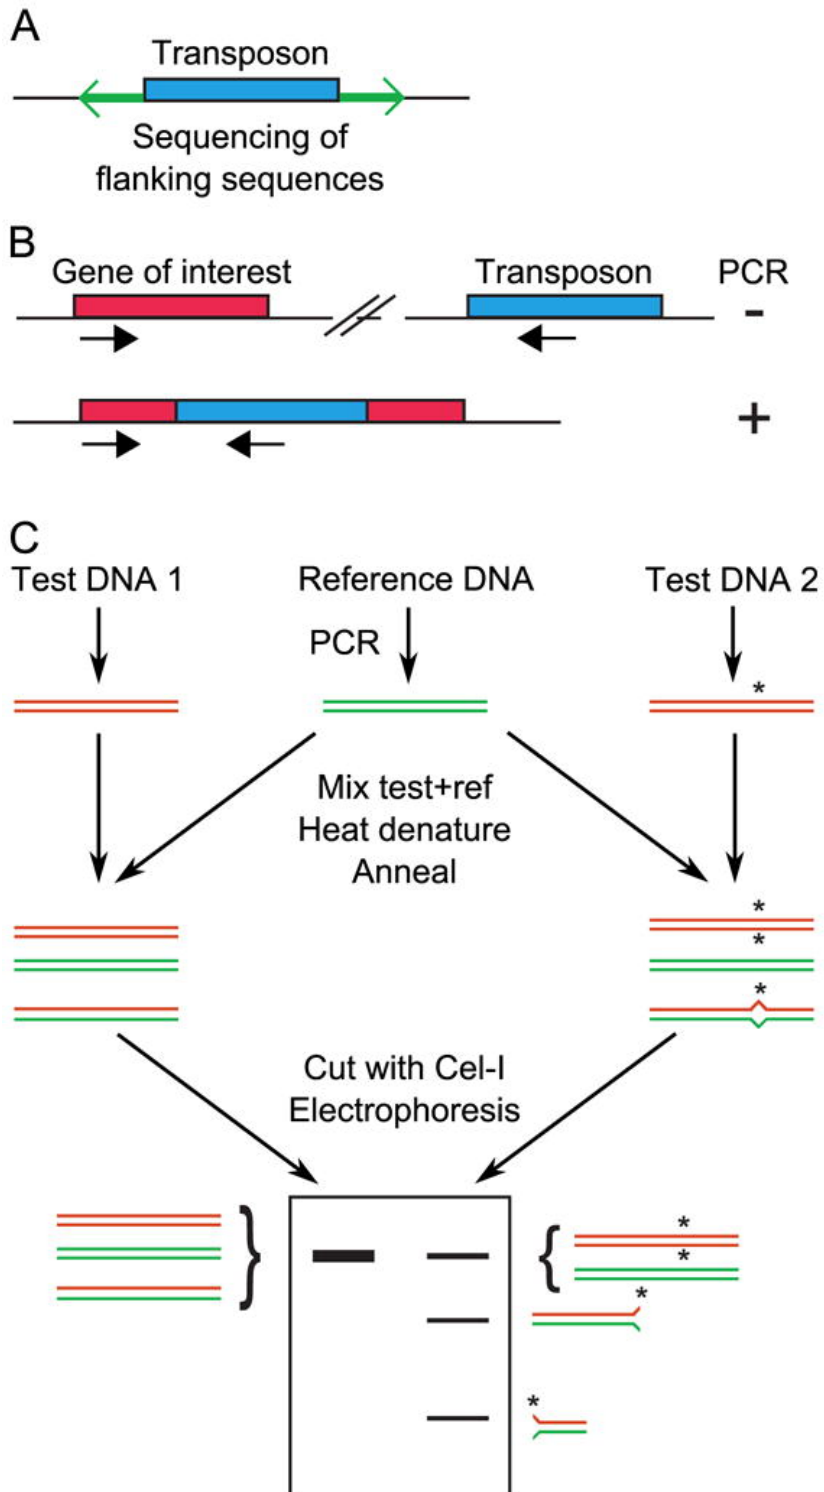 A
Transposon
Sequencing of
flanking sequences
B
Gene of interest
Transposon
PCR
-
+
C
Test DNA 1
Reference DNA
Test DNA 2
PCR
*
Mix test+ref
Heat denature
Anneal
*
*
*
Cut with Cel-I
Electrophoresis
}
{
*
*
*
*